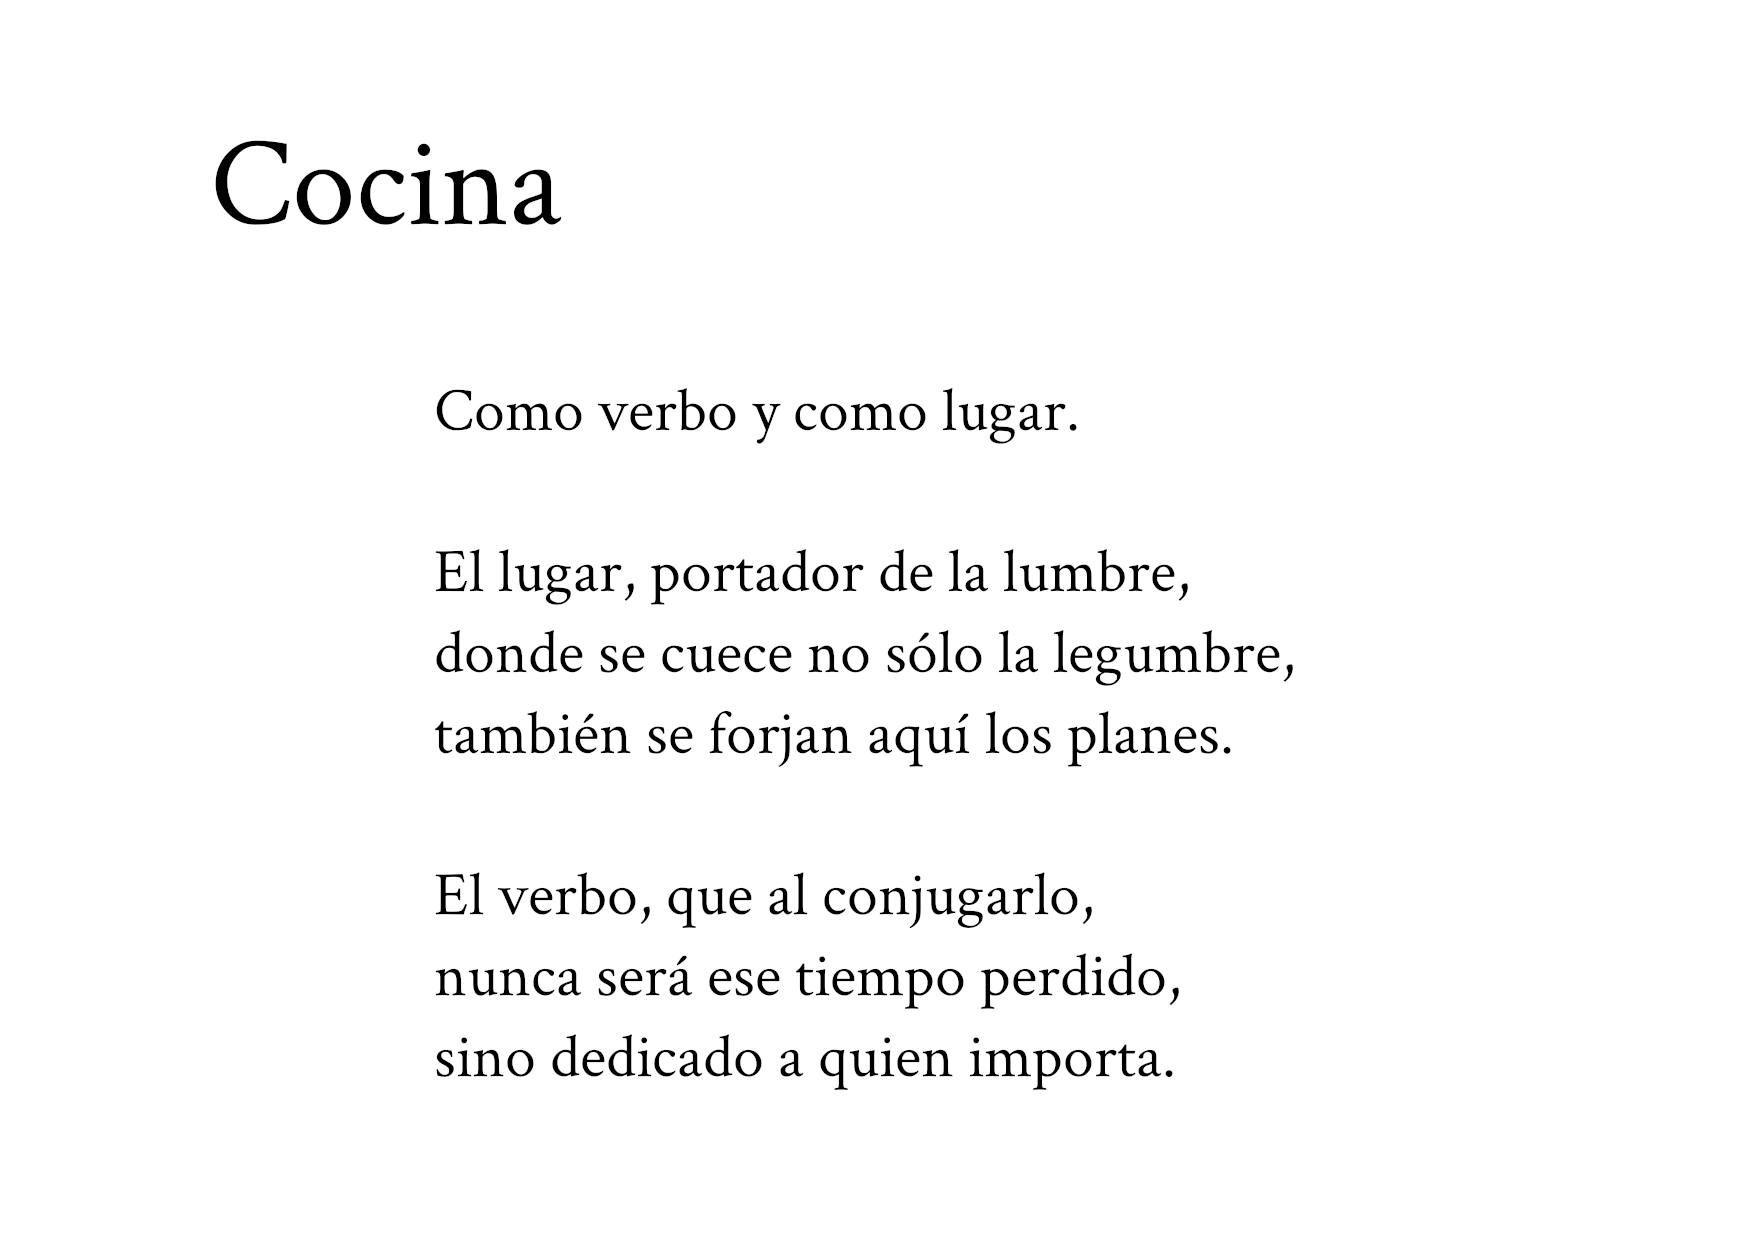 Cocina
Como verbo y como lugar.
El lugar, portador de la lumbre,
donde se cuece no sólo la legumbre,
también se forjan aquí los planes.
El verbo, que al conjugarlo,
nunca será ese tiempo perdido,
sino dedicado a quien importa.